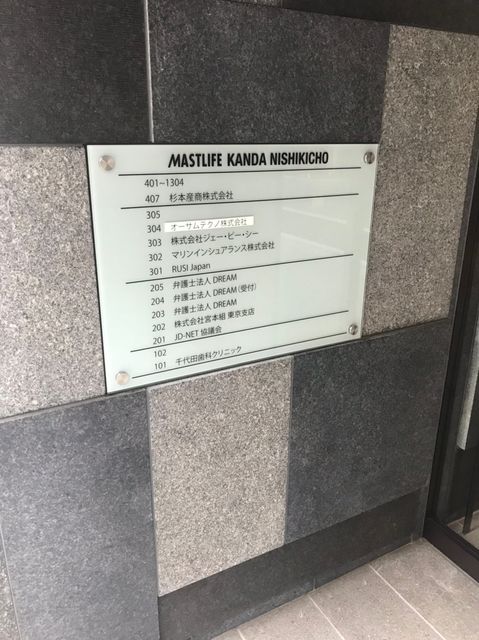 MASTLIFE KANDA NISHIKICHO
401~1304
407 杉本産商株式会社
305
304 オーサムテクノ株式会社
303 株式会社ジェー・ピー・シー
302 マリンインシュアランス株式会社
301 RUSI Japan
205 弁護士法人 DREAM
204 弁護士法人 DREAM (受付)
203 弁護士法人 DREAM
202 株式会社宮本組 東京支店
201 JD-NET 協議会
102
101 千代田歯科クリニック